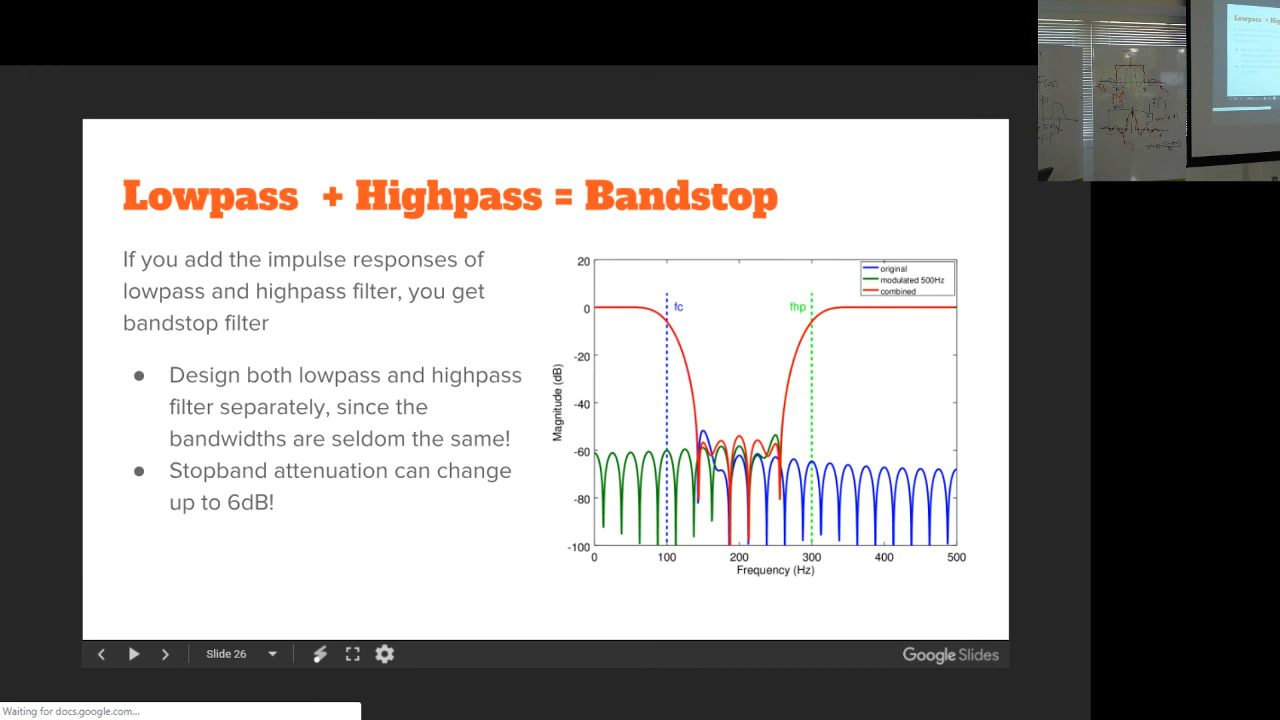 Lowpass + Highpass = Bandstop
If you add the impulse responses of
lowpass and highpass filter, you get
bandstop filter
● Design both lowpass and highpass
filter separately, since the
bandwidths are seldom the same!
● Stopband attenuation can change
up to 6dB!
20
0
-20
-40
-60
-80
-100
Magnitude (dB)
fc
fhp
original
modulated 500Hz
combined
0 100 200 300 400 500
Frequency (Hz)
Slide 26
Google Slides
Waiting for docs.google.com...
Lowpass + Hig